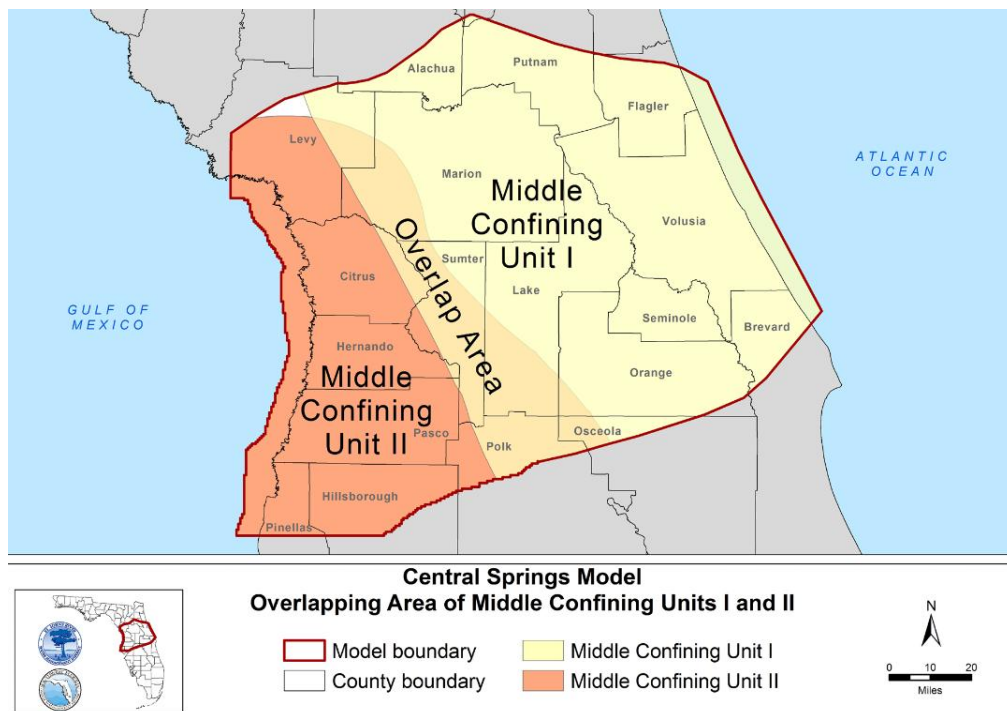 Alachua
Putnam
Flagler
Levy
Marion
Middle
Confining
Unit I
Volusia
ATLANTIC
OCEAN
Overlap Area
Sumter
Citrus
Lake
GULF OF
MEXICO
Seminole
Brevard
Hernando
Orange
Middle
Confining
Unit II
Pasco
Polk
Osceola
Hillsborough
Pinellas
Central Springs Model
Overlapping Area of Middle Confining Units I and II
Model boundary
County boundary
Middle Confining Unit I
Middle Confining Unit II
N
0 5 10 20
Miles